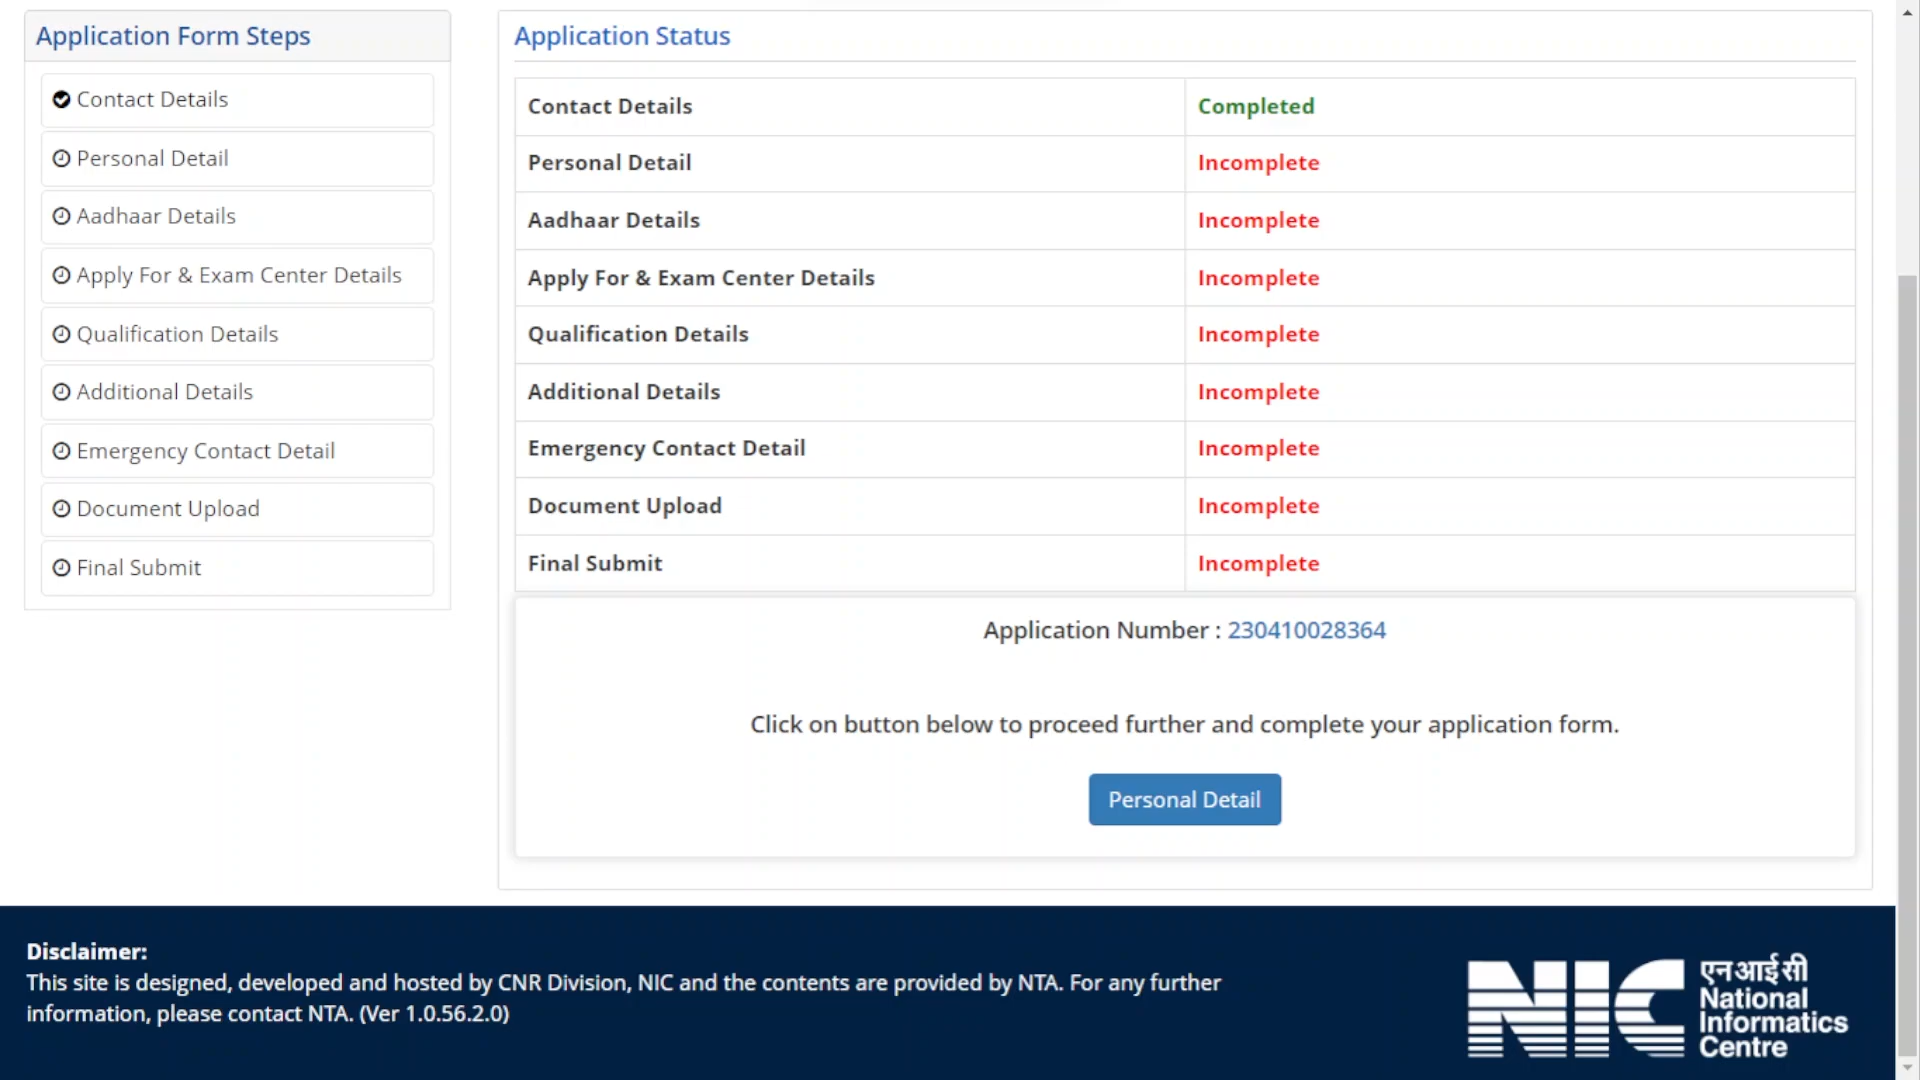 Application Form Steps
Contact Details
Personal Detail
Aadhaar Details
Apply For & Exam Center Details
Qualification Details
Additional Details
Emergency Contact Detail
Document Upload
Final Submit
Application Status
Contact Details Completed
Personal Detail Incomplete
Aadhaar Details Incomplete
Apply For & Exam Center Details Incomplete
Qualification Details Incomplete
Additional Details Incomplete
Emergency Contact Detail Incomplete
Document Upload Incomplete
Final Submit Incomplete
Application Number : 230410028364
Click on button below to proceed further and complete your application form.
Personal Detail
Disclaimer:
This site is designed, developed and hosted by CNR Division, NIC and the contents are provided by NTA. For any further
information, please contact NTA. (Ver 1.0.56.2.0)
NIC
एनआईसी
National
Informatics
Centre